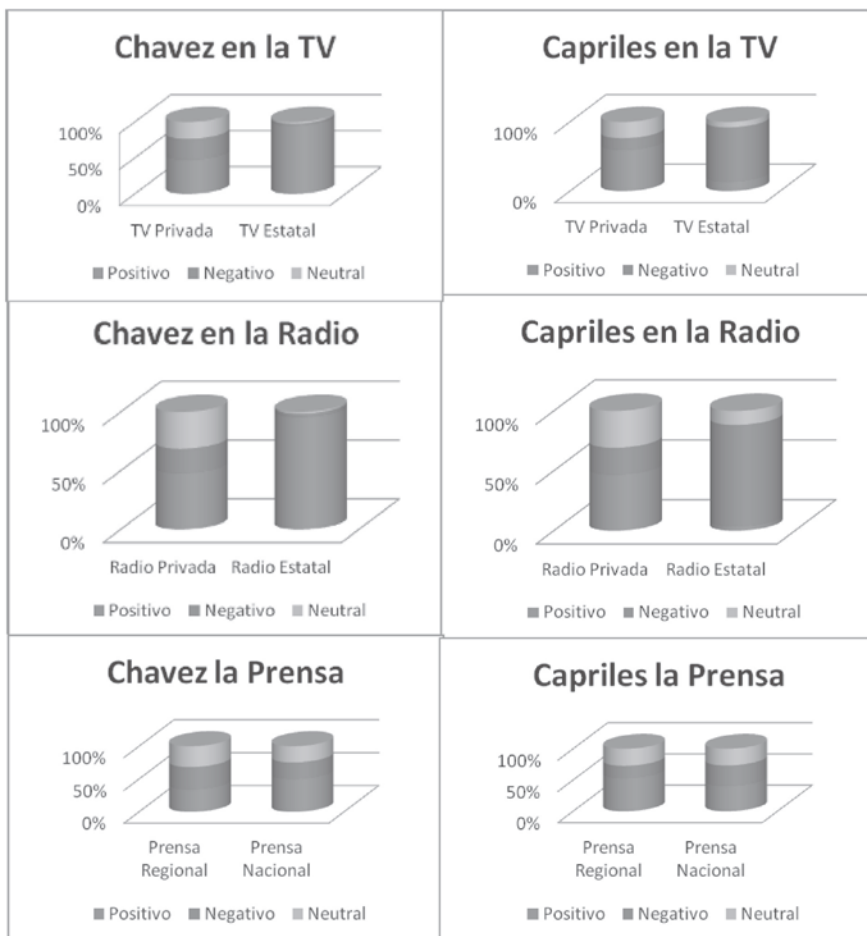 Chavez en la TV
100%
50%
0%
TV Privada TV Estatal
Positivo Negativo Neutral
Capriles en la TV
100%
0%
TV Privada TV Estatal
Positivo Negativo Neutral
Chavez en la Radio
100%
50%
0%
Radio Privada Radio Estatal
Positivo Negativo Neutral
Capriles en la Radio
100%
50%
0%
Radio Privada Radio Estatal
Positivo Negativo Neutral
Chavez la Prensa
100%
50%
0%
Prensa Prensa
Regional Nacional
Positivo Negativo Neutral
Capriles la Prensa
100%
50%
0%
Prensa Prensa
Regional Nacional
Positivo Negativo Neutral